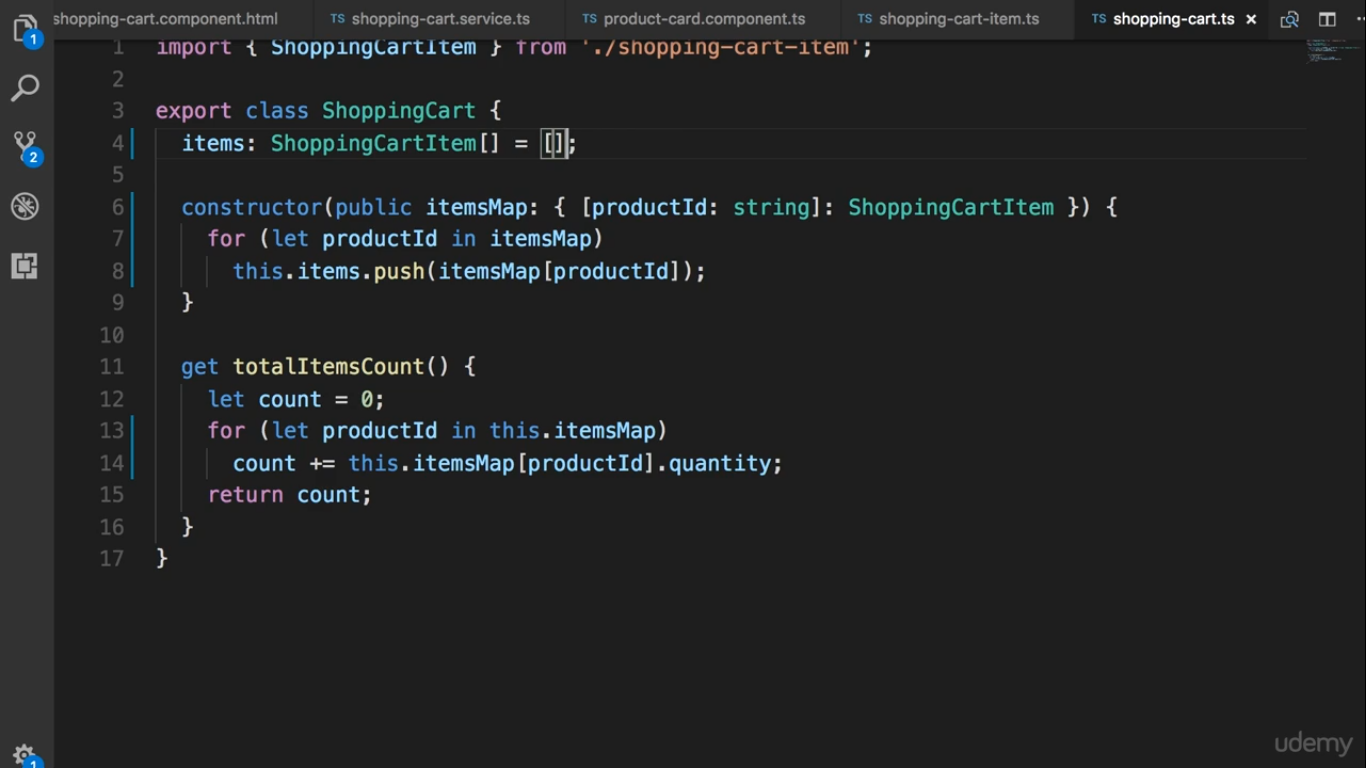 shopping-cart.component.html TS shopping-cart.service.ts TS product-card.component.ts TS shopping-cart-item.ts TS shopping-cart.ts ×
1 import { ShoppingCartItem } from './shopping-cart-item';
2
3 export class ShoppingCart {
4 items: ShoppingCartItem[] = [];
5
6 constructor(public itemsMap: { [productId: string]: ShoppingCartItem }) {
7 for (let productId in itemsMap)
8 this.items.push(itemsMap[productId]);
9 }
10
11 get totalItemsCount() {
12 let count = 0;
13 for (let productId in this.itemsMap)
14 count += this.itemsMap[productId].quantity;
15 return count;
16 }
17 }
1
2
1
udemy